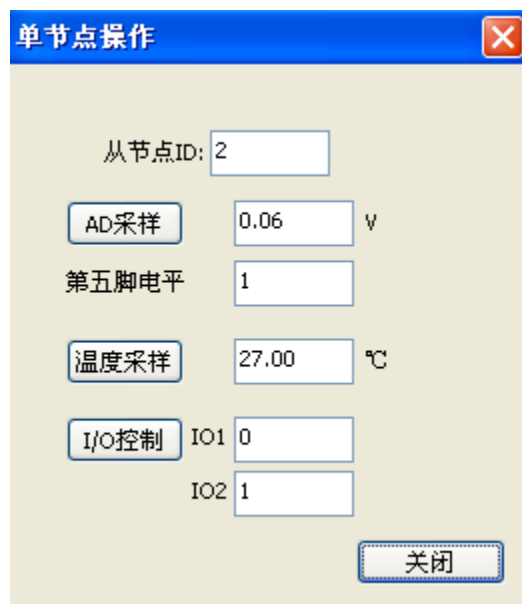 单节点操作
从节点ID: 2
AD采样 0.06 V
第五脚电平 1
温度采样 27.00 ℃
I/O控制 IO1 0
IO2 1
关闭